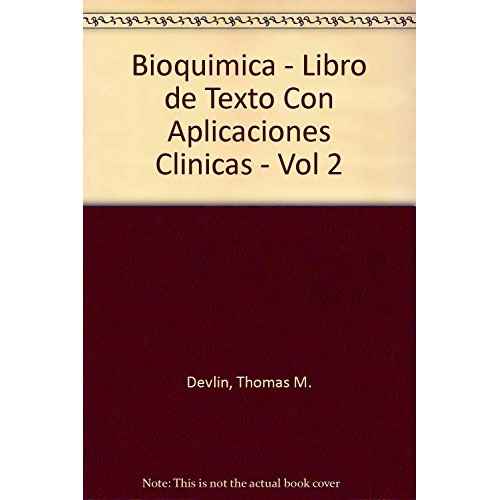 Bioquimica - Libro
de Texto Con
Aplicaciones
Clinicas - Vol 2
Devlin, Thomas M.
Note: This is not the actual book cover